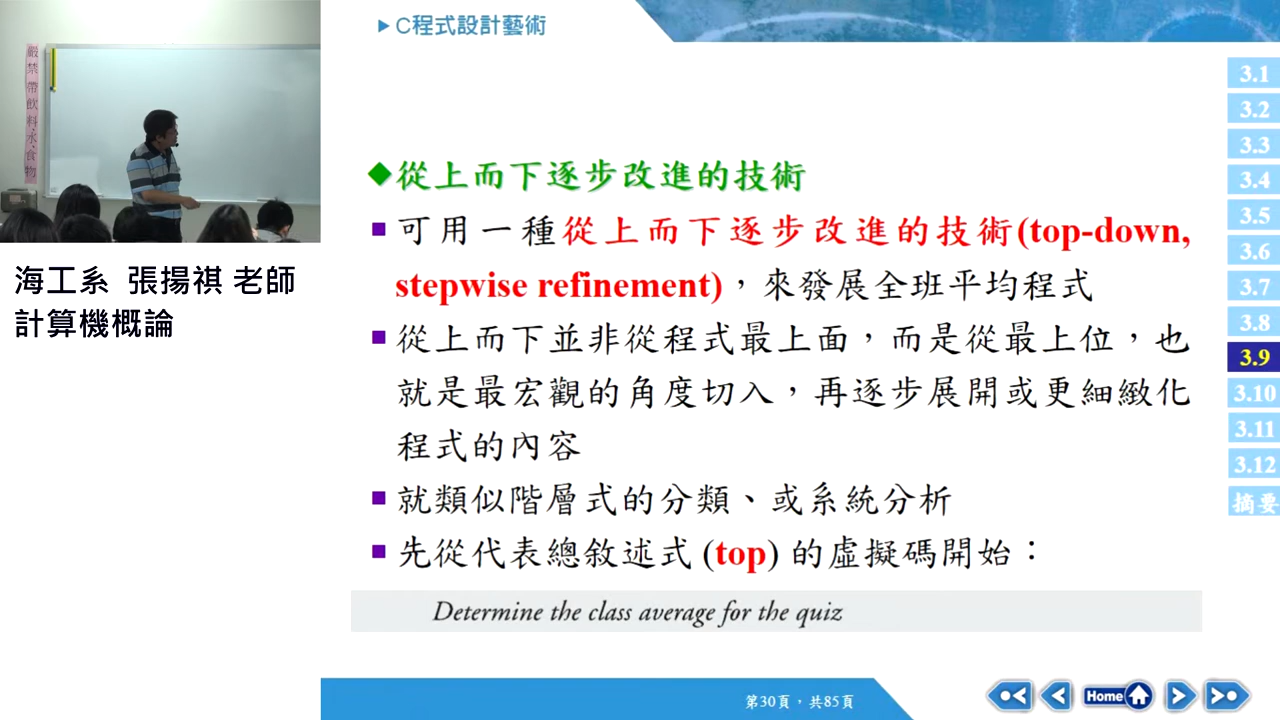 嚴禁帶飲料、水、食物
海工系 張揚祺 老師
計算機概論
C程式設計藝術
從上而下逐步改進的技術
可用一種從上而下逐步改進的技術(top-down,
stepwise refinement)，來發展全班平均程式
從上而下並非從程式最上面，而是從最上位，也
就是最宏觀的角度切入，再逐步展開或更細緻化
程式的內容
就類似階層式的分類、或系統分析
先從代表總敘述式 (top) 的虛擬碼開始：
Determine the class average for the quiz
3.1
3.2
3.3
3.4
3.5
3.6
3.7
3.8
3.9
3.10
3.11
3.12
摘要
第30頁，共85頁
Home